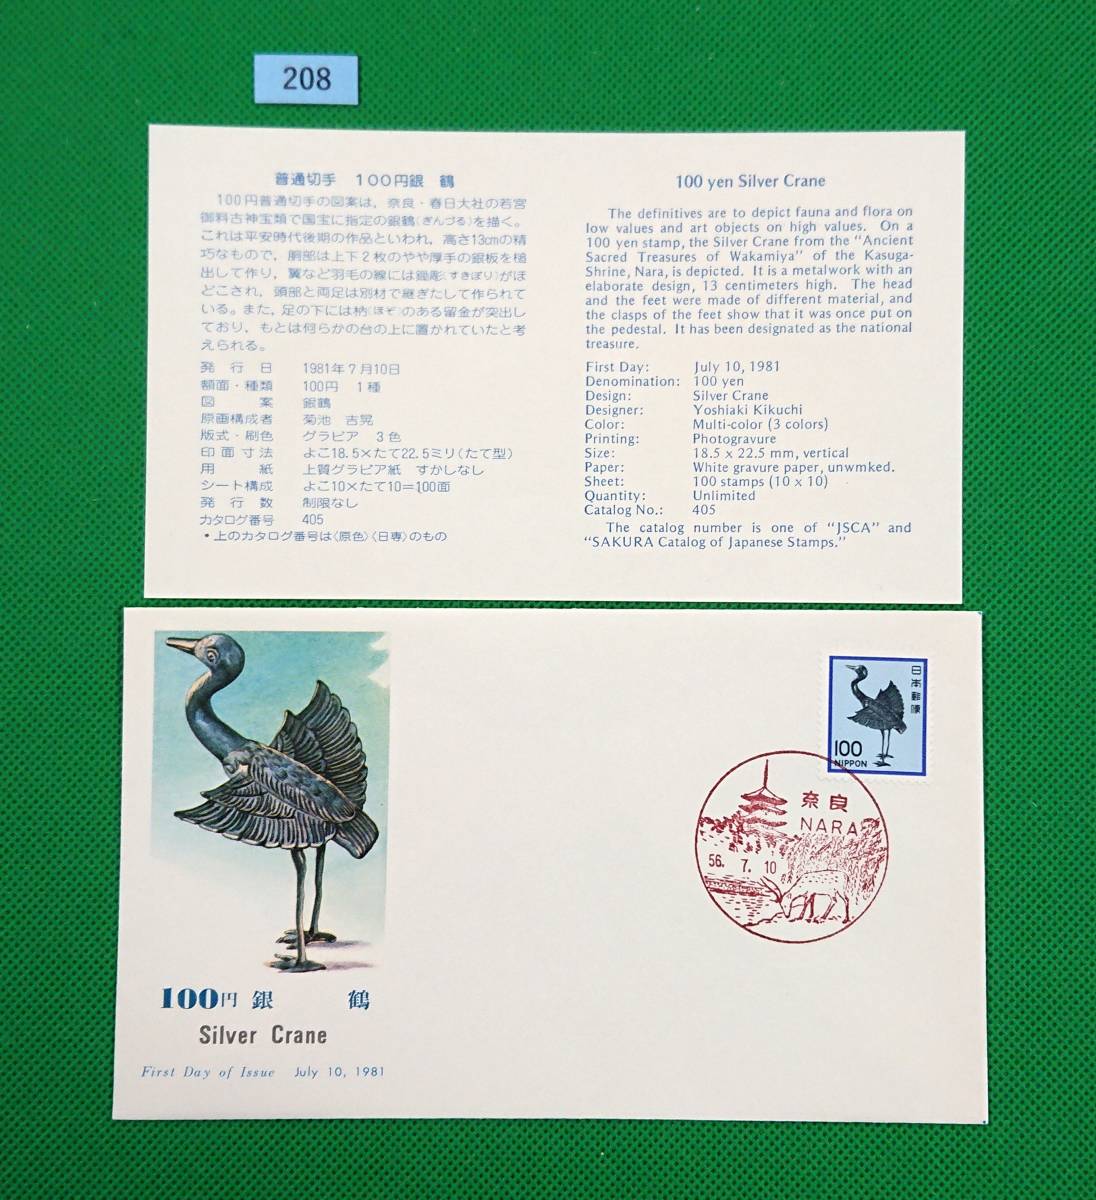 208
普通切手 100円銀 鶴
100円普通切手の図案は，奈良・春日大社の若宮
御料古神宝類で国宝に指定の銀鶴(ぎんづる)を描く。
これは平安時代後期の作品といわれ，高さ13cmの精
巧なもので，胴部は上下2枚のやや厚手の銀板を槌
出して作り，翼など羽毛の線には鋤彫(すきぼり)がほ
どこされ，頭部と両足は別材で継ぎたして作られて
いる。また，足の下には柄(ほぞ)のある留金が突出し
ており，もとは何らかの台の上に置かれていたと考
えられる。
発行日 1981年7月10日
額面・種類 100円 1種
図案 銀鶴
原画構成者 菊池 吉晃
版式・刷色 グラビア 3色
印面寸法 よこ18.5×たて22.5ミリ(たて型)
用紙 上質グラビア紙 すかしなし
シート構成 よこ10×たて10＝100面
発行数 制限なし
カタログ番号 405
・上のカタログ番号は〈原色〉〈日専〉のもの
100 yen Silver Crane
The definitives are to depict fauna and flora on
low values and art objects on high values. On a
100 yen stamp, the Silver Crane from the "Ancient
Sacred Treasures of Wakamiya" of the Kasuga-
Shrine, Nara, is depicted. It is a metalwork with an
elaborate design, 13 centimeters high. The head
and the feet were made of different material, and
the clasps of the feet show that it was once put on
the pedestal. It has been designated as the national
treasure.
First Day: July 10, 1981
Denomination: 100 yen
Design: Silver Crane
Designer: Yoshiaki Kikuchi
Color: Multi-color (3 colors)
Printing: Photogravure
Size: 18.5 x 22.5 mm, vertical
Paper: White gravure paper, unwmked.
Sheet: 100 stamps (10 x 10)
Quantity: Unlimited
Catalog No.: 405
The catalog number is one of "JSCA" and
"SAKURA Catalog of Japanese Stamps."
日本郵便
100
NIPPON
奈良
NARA
56. 7. 10
100円 銀 鶴
Silver Crane
First Day of Issue July 10, 1981